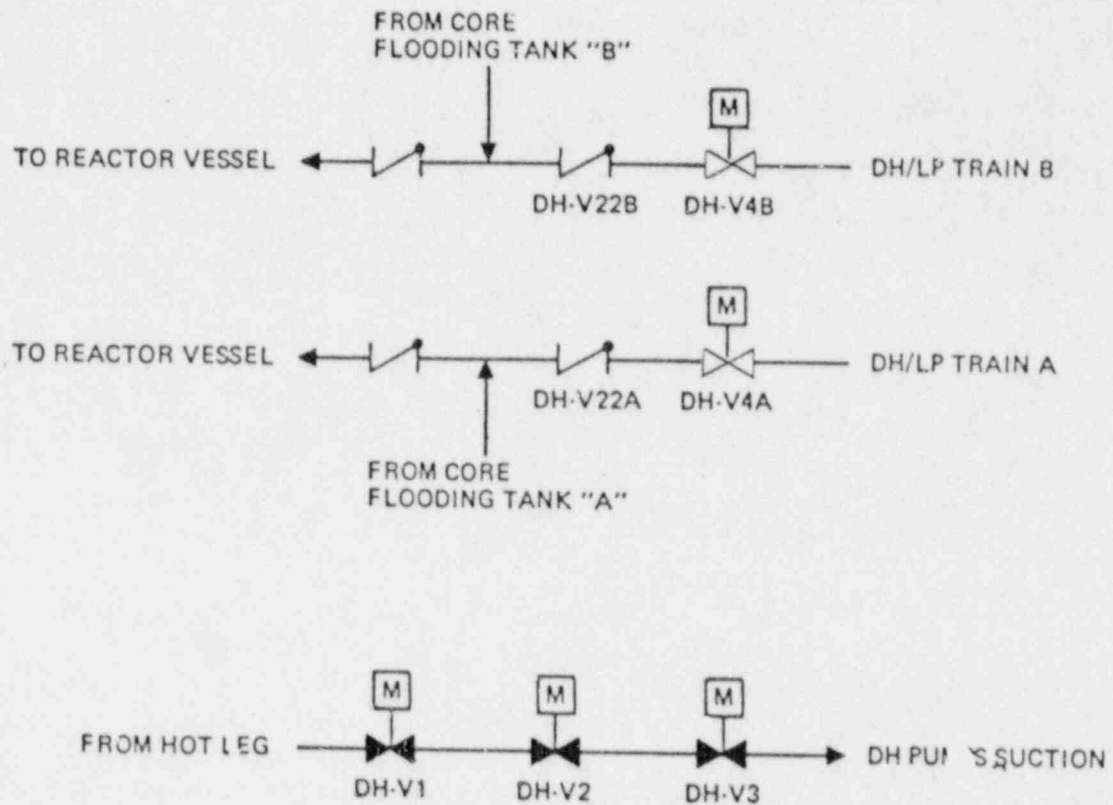 FROM CORE
FLOODING TANK "B"
M
TO REACTOR VESSEL
DH/LP TRAIN B
DH-V22B
DH-V4B
M
TO REACTOR VESSEL
DH/LP TRAIN A
DH-V22A
DH-V4A
FROM CORE
FLOODING TANK "A"
M
M
M
FROM HOT LEG
DH SUCTION
DH-V1
DH-V2
DH-V3